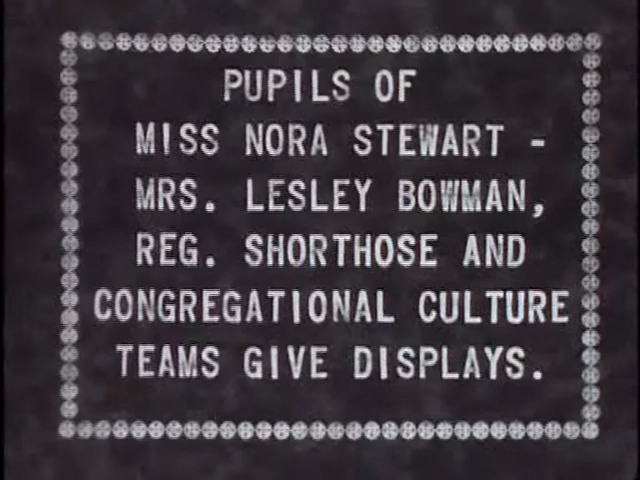 PUPILS OF
MISS NORA STEWART -
MRS. LESLEY BOWMAN,
REG. SHORTHOSE AND
CONGREGATIONAL CULTURE
TEAMS GIVE DISPLAYS.